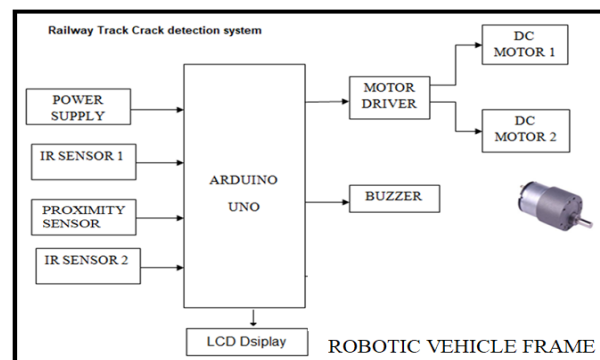 Railway Track Crack detection system
POWER
SUPPLY
IR SENSOR 1
PROXIMITY
SENSOR
IR SENSOR 2
ARDUINO
UNO
MOTOR
DRIVER
DC
MOTOR 1
DC
MOTOR 2
BUZZER
LCD Dsiplay
ROBOTIC VEHICLE FRAME